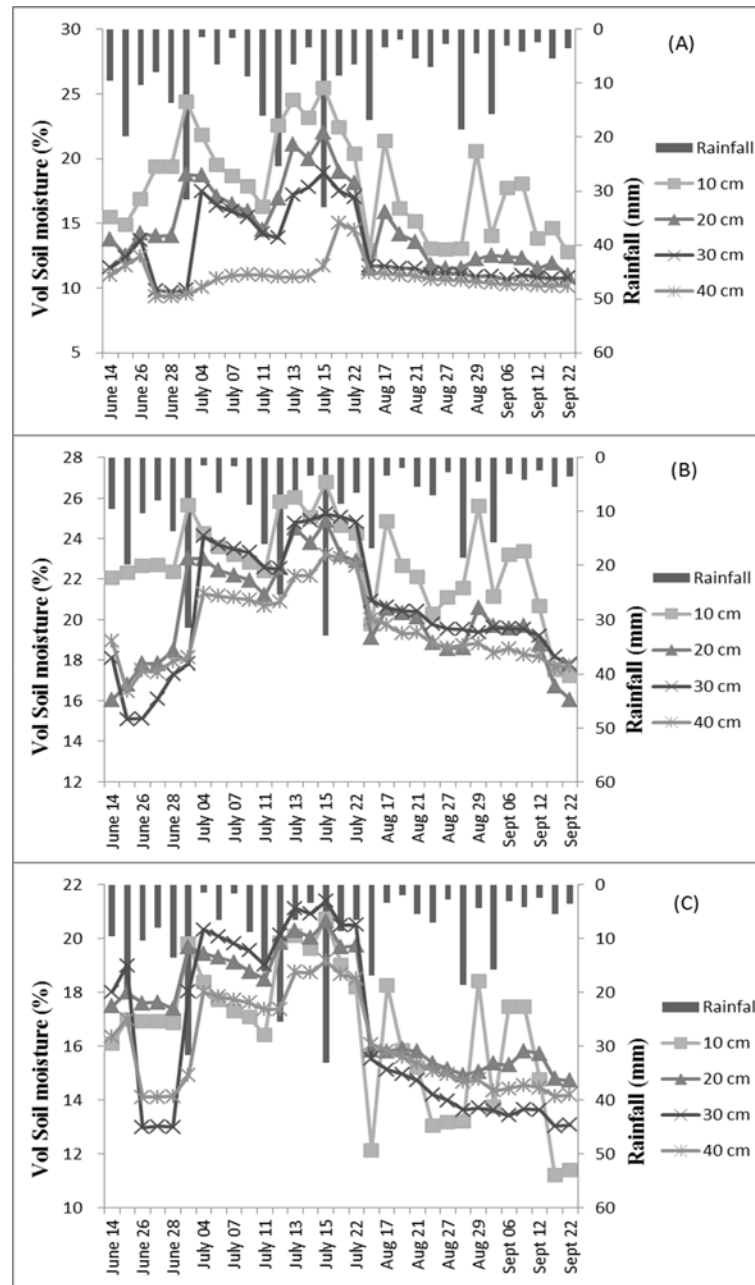 (A)
Vol Soil moisture (%)
30
25
20
15
10
5
0
10
20
30
40
50
60
Rainfall (mm)
Rainfall
10 cm
20 cm
30 cm
40 cm
June 14
June 26
June 28
July 04
July 07
July 11
July 13
July 15
July 22
Aug 17
Aug 21
Aug 27
Aug 29
Sept 06
Sept 12
Sept 22
(B)
Vol Soil moisture (%)
28
26
24
22
20
18
16
14
12
0
10
20
30
40
50
60
Rainfall (mm)
Rainfall
10 cm
20 cm
30 cm
40 cm
June 14
June 26
June 28
July 04
July 07
July 11
July 13
July 15
July 22
Aug 17
Aug 21
Aug 27
Aug 29
Sept 06
Sept 12
Sept 22
(C)
Vol Soil moisture (%)
22
20
18
16
14
12
10
0
10
20
30
40
50
60
Rainfall (mm)
Rainfall
10 cm
20 cm
30 cm
40 cm
June 14
June 26
June 28
July 04
July 07
July 11
July 13
July 15
July 22
Aug 17
Aug 21
Aug 27
Aug 29
Sept 06
Sept 12
Sept 22